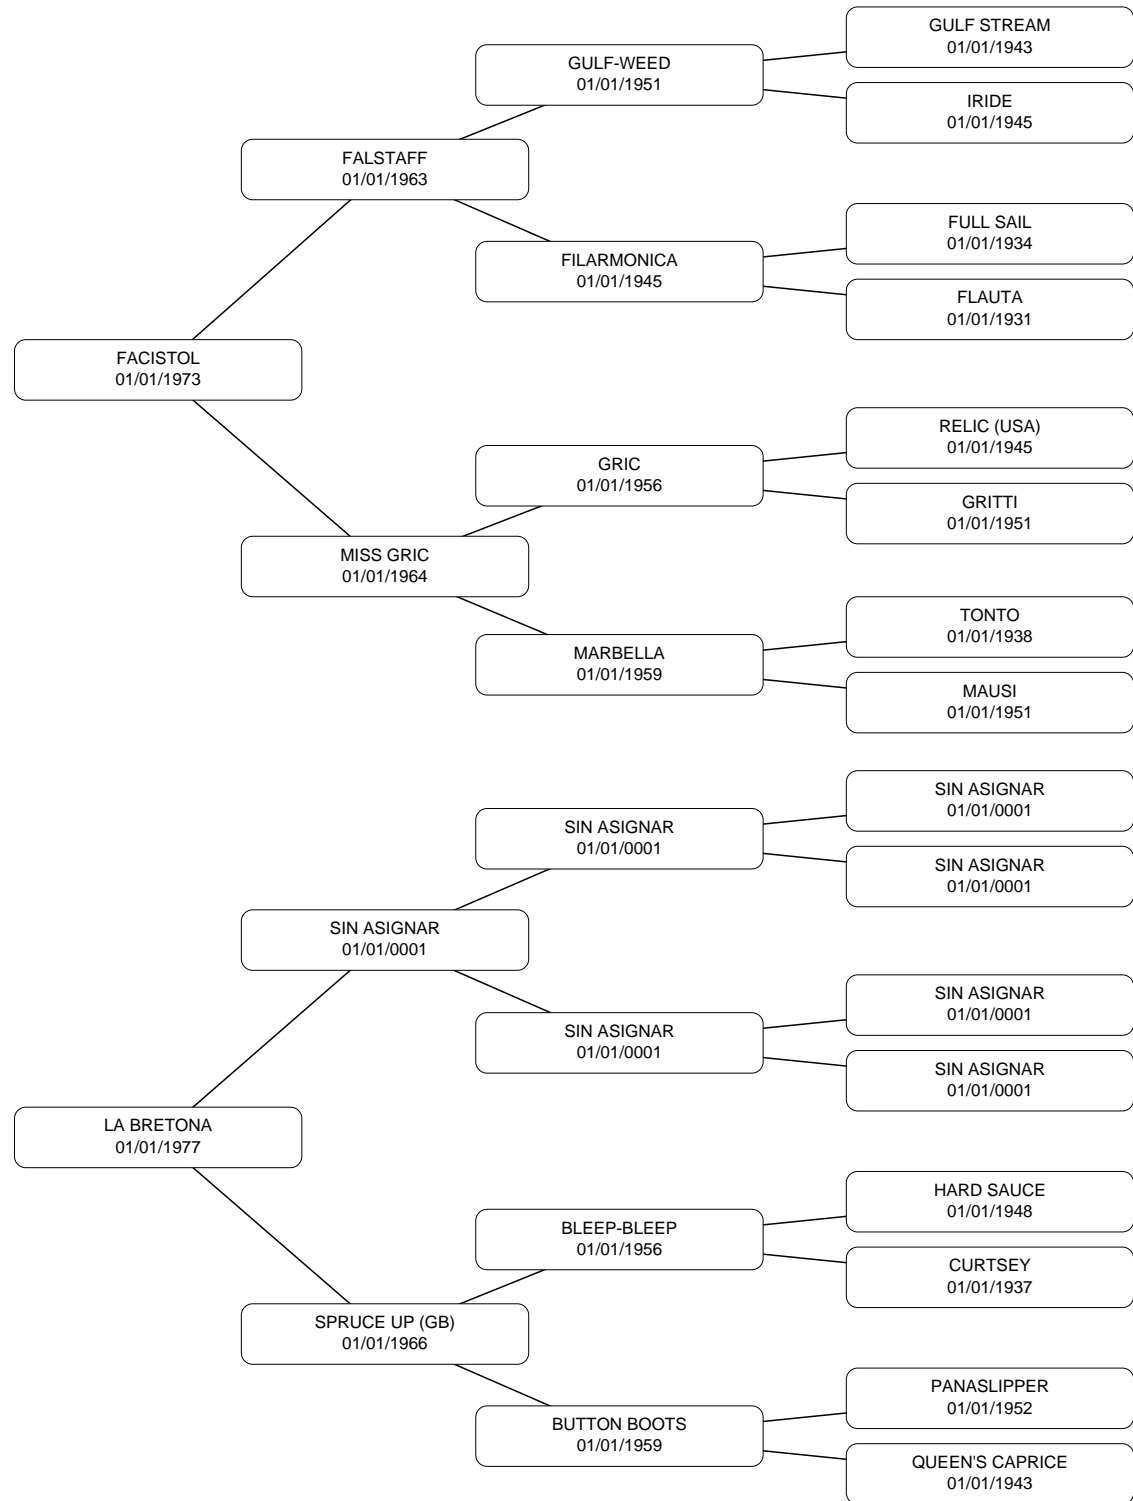 GULF STREAM
01/01/1943
GULF-WEED
01/01/1951
IRIDE
01/01/1945
FALSTAFF
01/01/1963
FULL SAIL
01/01/1934
FILARMONICA
01/01/1945
FLAUTA
01/01/1931
FACISTOL
01/01/1973
RELIC (USA)
01/01/1945
GRIC
01/01/1956
GRITTI
01/01/1951
MISS GRIC
01/01/1964
TONTO
01/01/1938
MARBELLA
01/01/1959
MAUSI
01/01/1951
SIN ASIGNAR
01/01/0001
SIN ASIGNAR
01/01/0001
SIN ASIGNAR
01/01/0001
SIN ASIGNAR
01/01/0001
SIN ASIGNAR
01/01/0001
SIN ASIGNAR
01/01/0001
SIN ASIGNAR
01/01/0001
LA BRETONA
01/01/1977
HARD SAUCE
01/01/1948
BLEEP-BLEEP
01/01/1956
CURTSEY
01/01/1937
SPRUCE UP (GB)
01/01/1966
PANASLIPPER
01/01/1952
BUTTON BOOTS
01/01/1959
QUEEN'S CAPRICE
01/01/1943